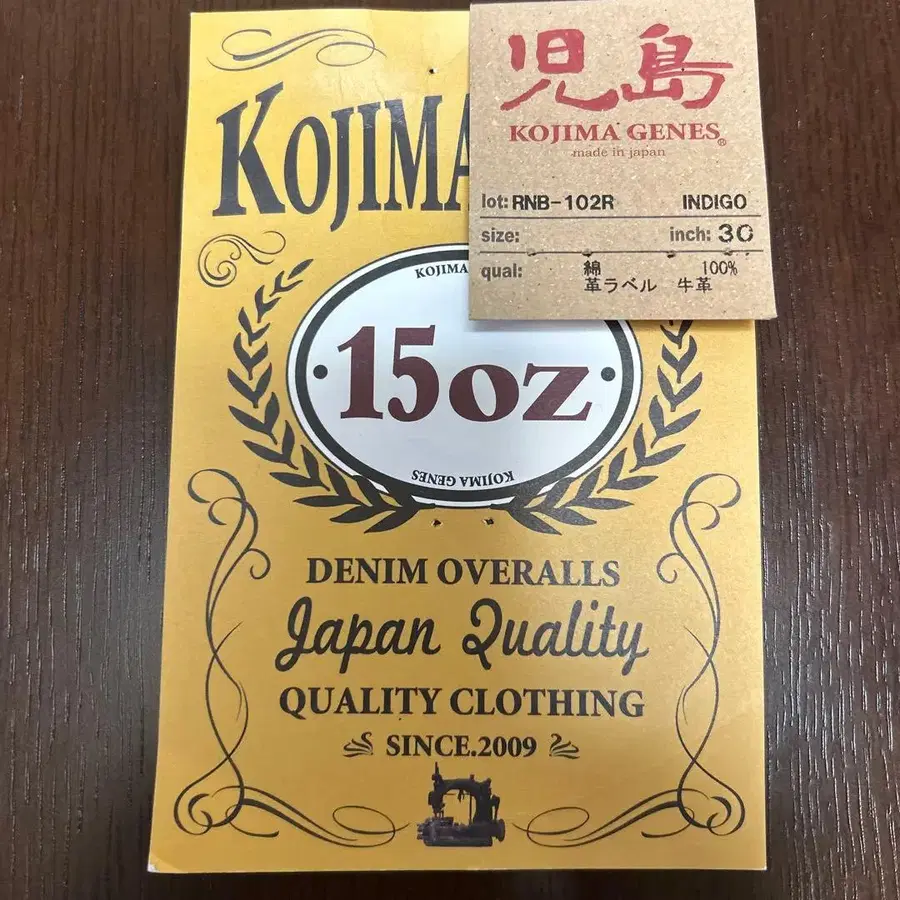 KOJIMA
KOJIMA
15oz
KOJIMA GENES
DENIM OVERALLS
Japan Quality
QUALITY CLOTHING
SINCE.2009
児島
KOJIMA GENES®
made in japan
lot: RNB-102R INDIGO
size: inch: 30
qual: 綿 100%
革ラベル 牛革